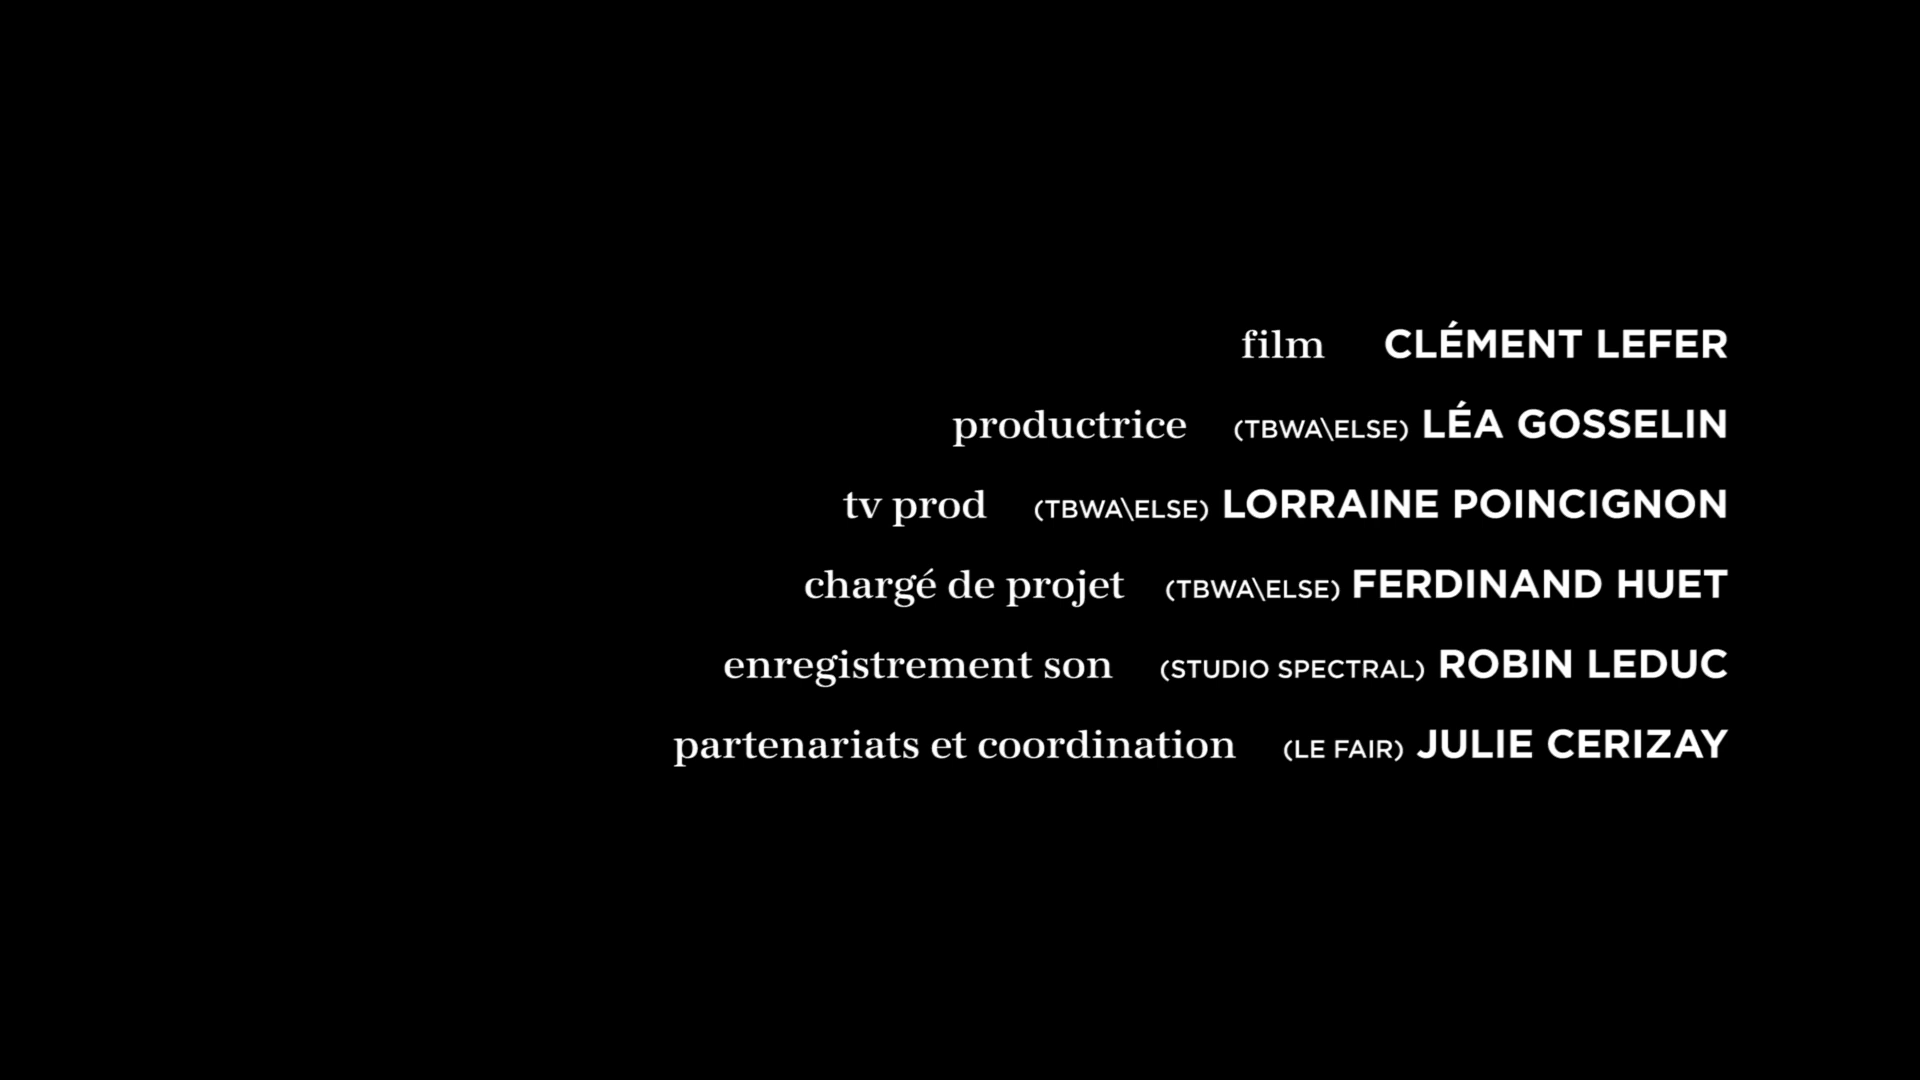 film CLÉMENT LEFER
productrice (TBWA\ELSE) LÉA GOSSELIN
tv prod (TBWA\ELSE) LORRAINE POINCIGNON
chargé de projet (TBWA\ELSE) FERDINAND HUET
enregistrement son (STUDIO SPECTRAL) ROBIN LEDUC
partenariats et coordination (LE FAIR) JULIE CERIZAY